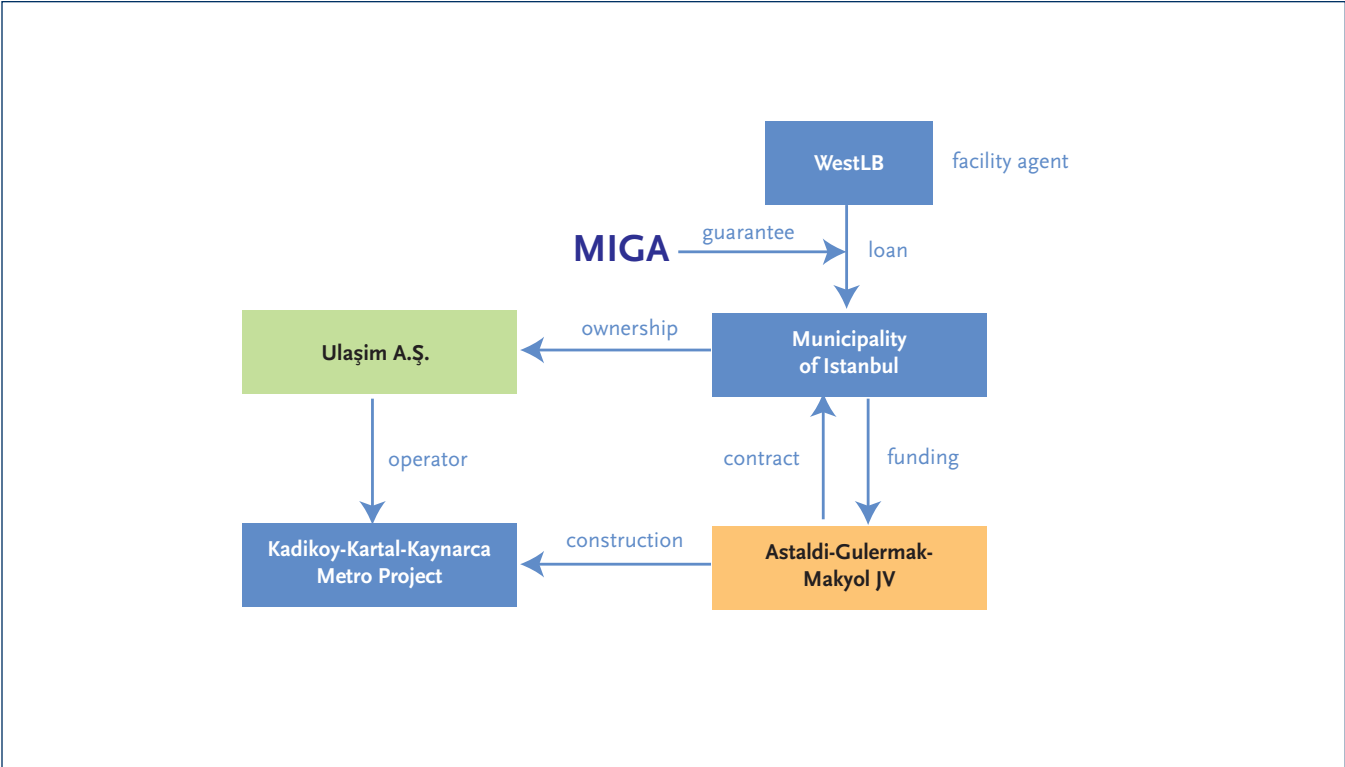 WestLB
facility agent
MIGA
guarantee
loan
Ulaşim A.Ş.
ownership
Municipality
of Istanbul
operator
contract
funding
Kadikoy-Kartal-Kaynarca
Metro Project
construction
Astaldi-Gulermak-
Makyol JV